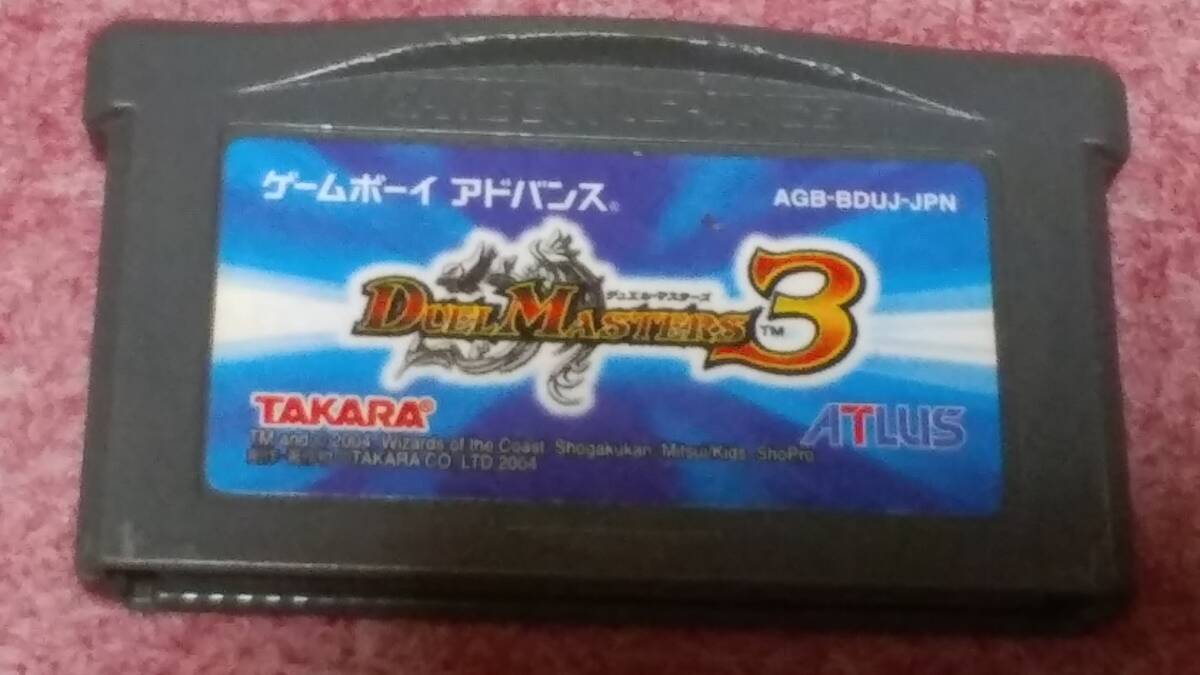 ゲームボーイ アドバンス®
AGB-BDUJ-JPN
デュエル・マスターズ
DUEL MASTERS 3™
TAKARA®
ATLUS
TM and © 2004 Wizards of the Coast Shogakukan Mitsui/Kids ShoPro
TAKARA CO LTD 2004